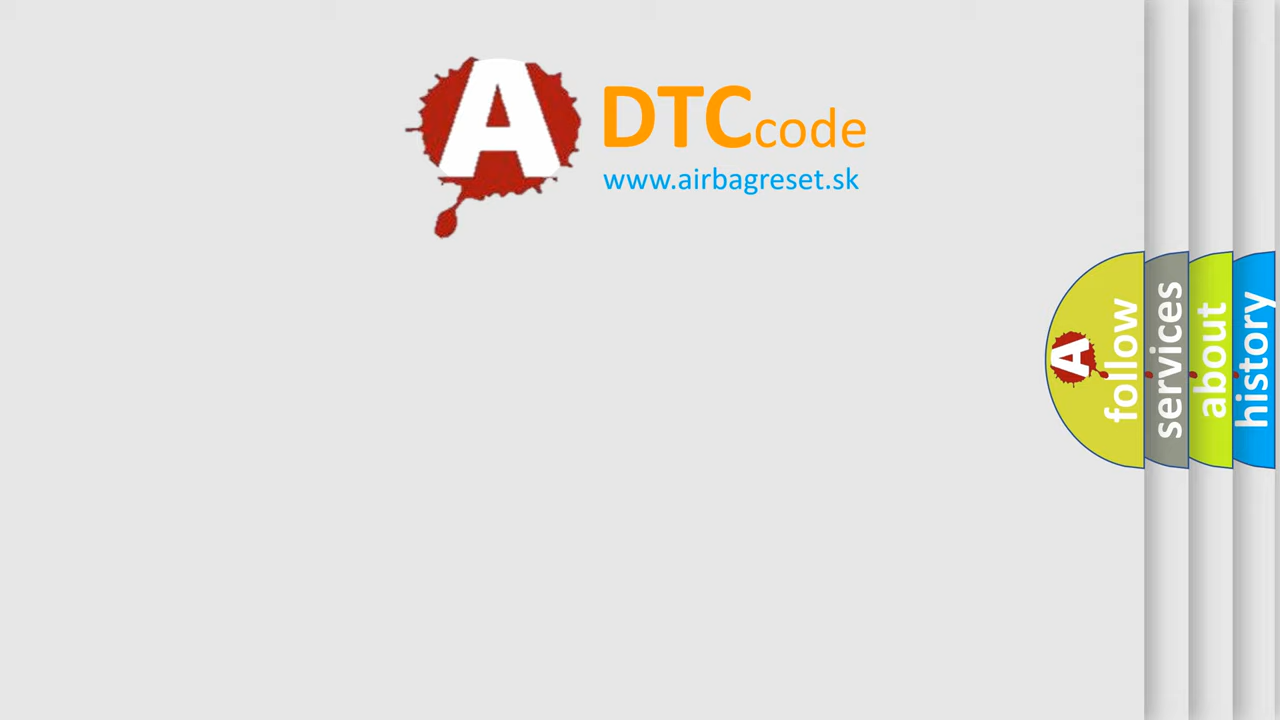 A
DTCcode
www.airbagreset.sk
A
follow
services
about
history